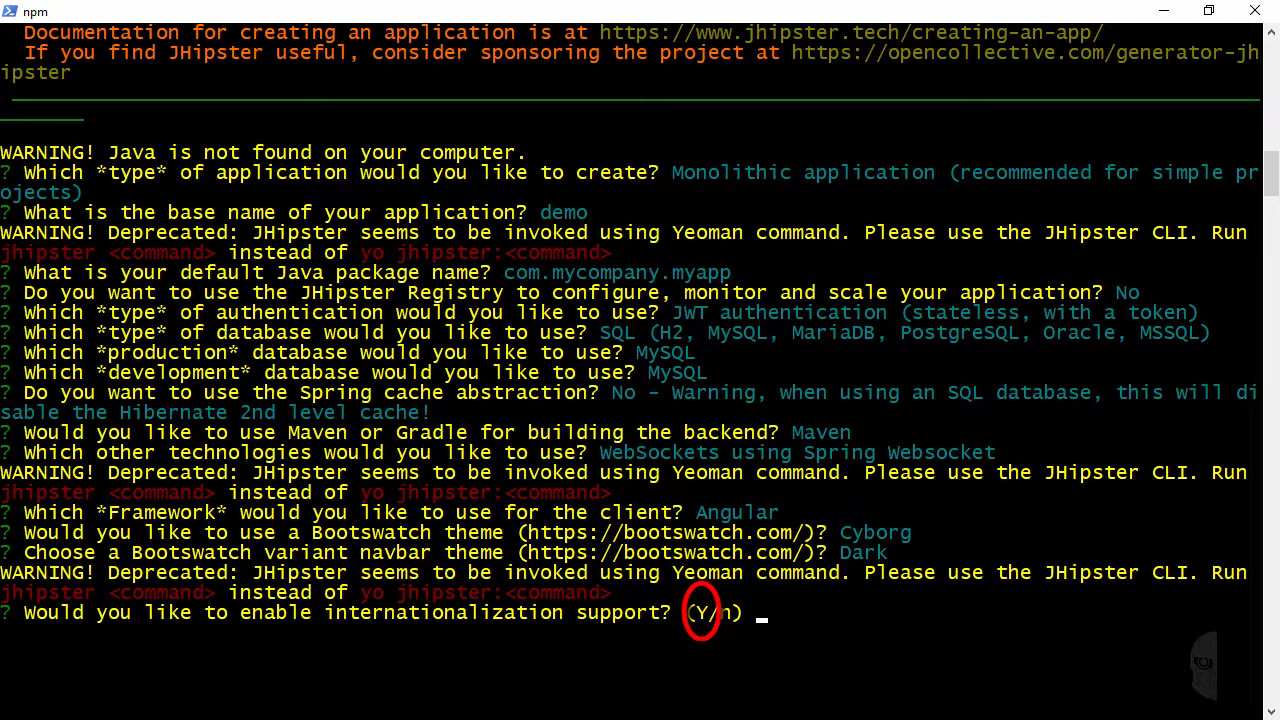 npm
Documentation for creating an application is at https://www.jhipster.tech/creating-an-app/
If you find JHipster useful, consider sponsoring the project at https://opencollective.com/generator-jh
ipster
WARNING! Java is not found on your computer.
? Which *type* of application would you like to create? Monolithic application (recommended for simple pr
ojects)
? What is the base name of your application? demo
WARNING! Deprecated: JHipster seems to be invoked using Yeoman command. Please use the JHipster CLI. Run
jhipster <command> instead of yo jhipster:<command>
? What is your default Java package name? com.mycompany.myapp
? Do you want to use the JHipster Registry to configure, monitor and scale your application? No
? Which *type* of authentication would you like to use? JWT authentication (stateless, with a token)
? Which *type* of database would you like to use? SQL (H2, MySQL, MariaDB, PostgreSQL, Oracle, MSSQL)
? Which *production* database would you like to use? MySQL
? Which *development* database would you like to use? MySQL
? Do you want to use the Spring cache abstraction? No - Warning, when using an SQL database, this will di
sable the Hibernate 2nd level cache!
? Would you like to use Maven or Gradle for building the backend? Maven
? Which other technologies would you like to use? WebSockets using Spring Websocket
WARNING! Deprecated: JHipster seems to be invoked using Yeoman command. Please use the JHipster CLI. Run
jhipster <command> instead of yo jhipster:<command>
? Which *Framework* would you like to use for the client? Angular
? Would you like to use a Bootswatch theme (https://bootswatch.com/)? Cyborg
? Choose a Bootswatch variant navbar theme (https://bootswatch.com/)? Dark
WARNING! Deprecated: JHipster seems to be invoked using Yeoman command. Please use the JHipster CLI. Run
jhipster <command> instead of yo jhipster:<command>
? Would you like to enable internationalization support? (Y/n)